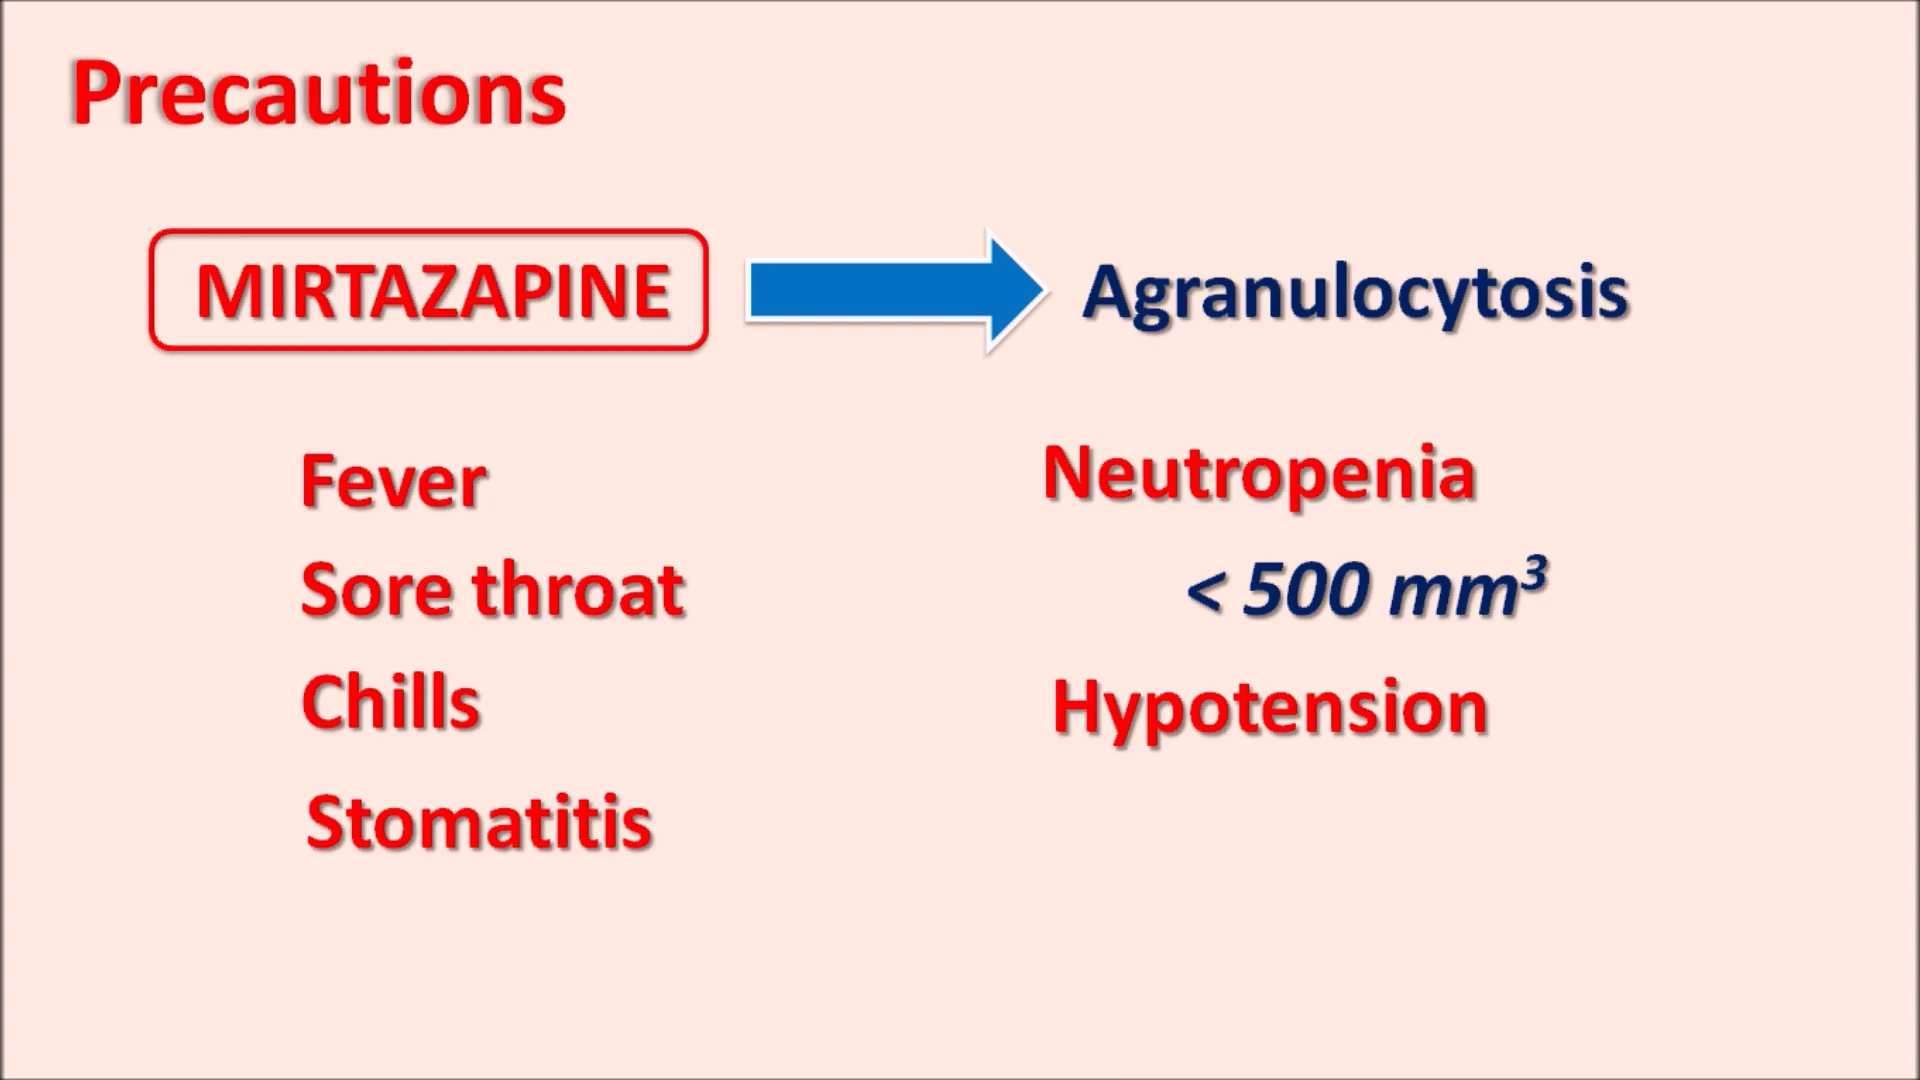 Precautions
MIRTAZAPINE
Agranulocytosis
Fever
Sore throat
Chills
Stomatitis
Neutropenia
< 500 mm³
Hypotension